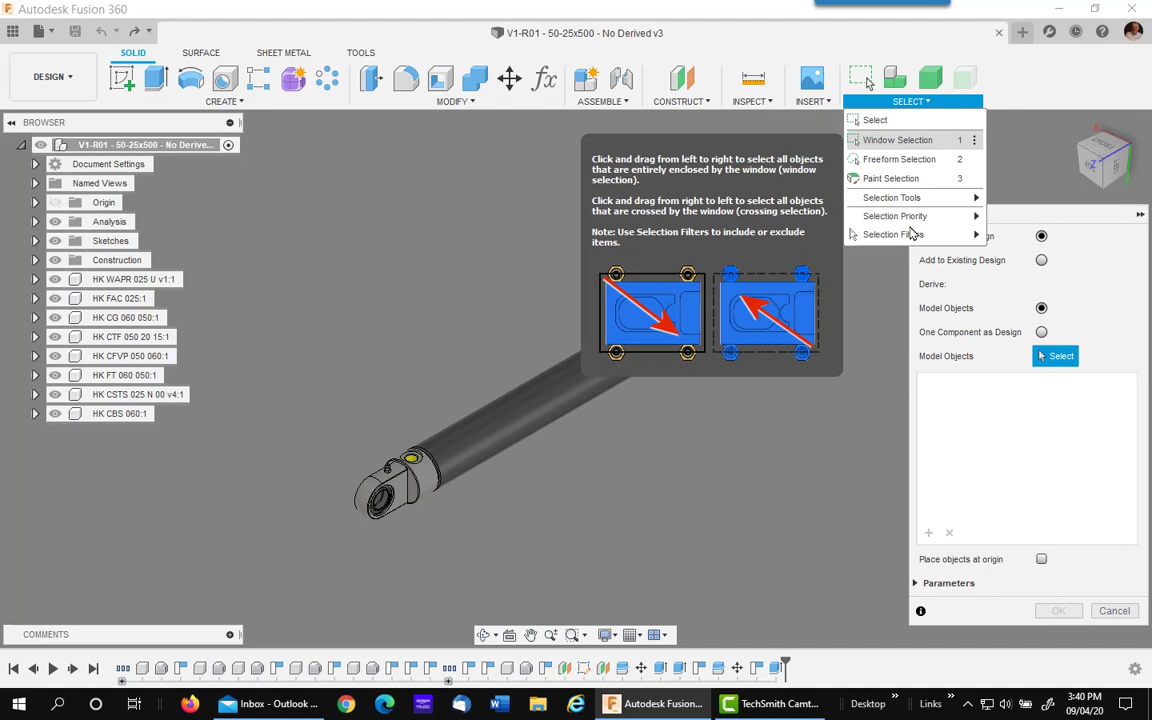 Autodesk Fusion 360
V1-R01 - 50-25x500 - No Derived v3
SOLID
SURFACE
SHEET METAL
TOOLS
DESIGN
CREATE
MODIFY
ASSEMBLE
CONSTRUCT
INSPECT
INSERT
SELECT
BROWSER
V1-R01 - 50-25x500 - No Derive...
Document Settings
Named Views
Origin
Analysis
Sketches
Construction
HK WAPR 025 U v1:1
HK FAC 025:1
HK CG 060 050:1
HK CTF 050 20 15:1
HK CFVP 050 060:1
HK FT 060 050:1
HK CSTS 025 N 00 v4:1
HK CBS 060:1
Click and drag from left to right to select all objects
that are entirely enclosed by the window (window
selection).
Click and drag from right to left to select all objects
that are crossed by the window (crossing selection).
Note: Use Selection Filters to include or exclude
items.
Select
Window Selection 1
Freeform Selection 2
Paint Selection 3
Selection Tools
Selection Priority
Selection Filters
Add to Existing Design
Derive:
Model Objects
One Component as Design
Model Objects
Select
Place objects at origin
Parameters
OK
Cancel
COMMENTS
Inbox - Outlook ...
Autodesk Fusion...
TechSmith Camt...
Desktop
Links
3:40 PM
09/04/20